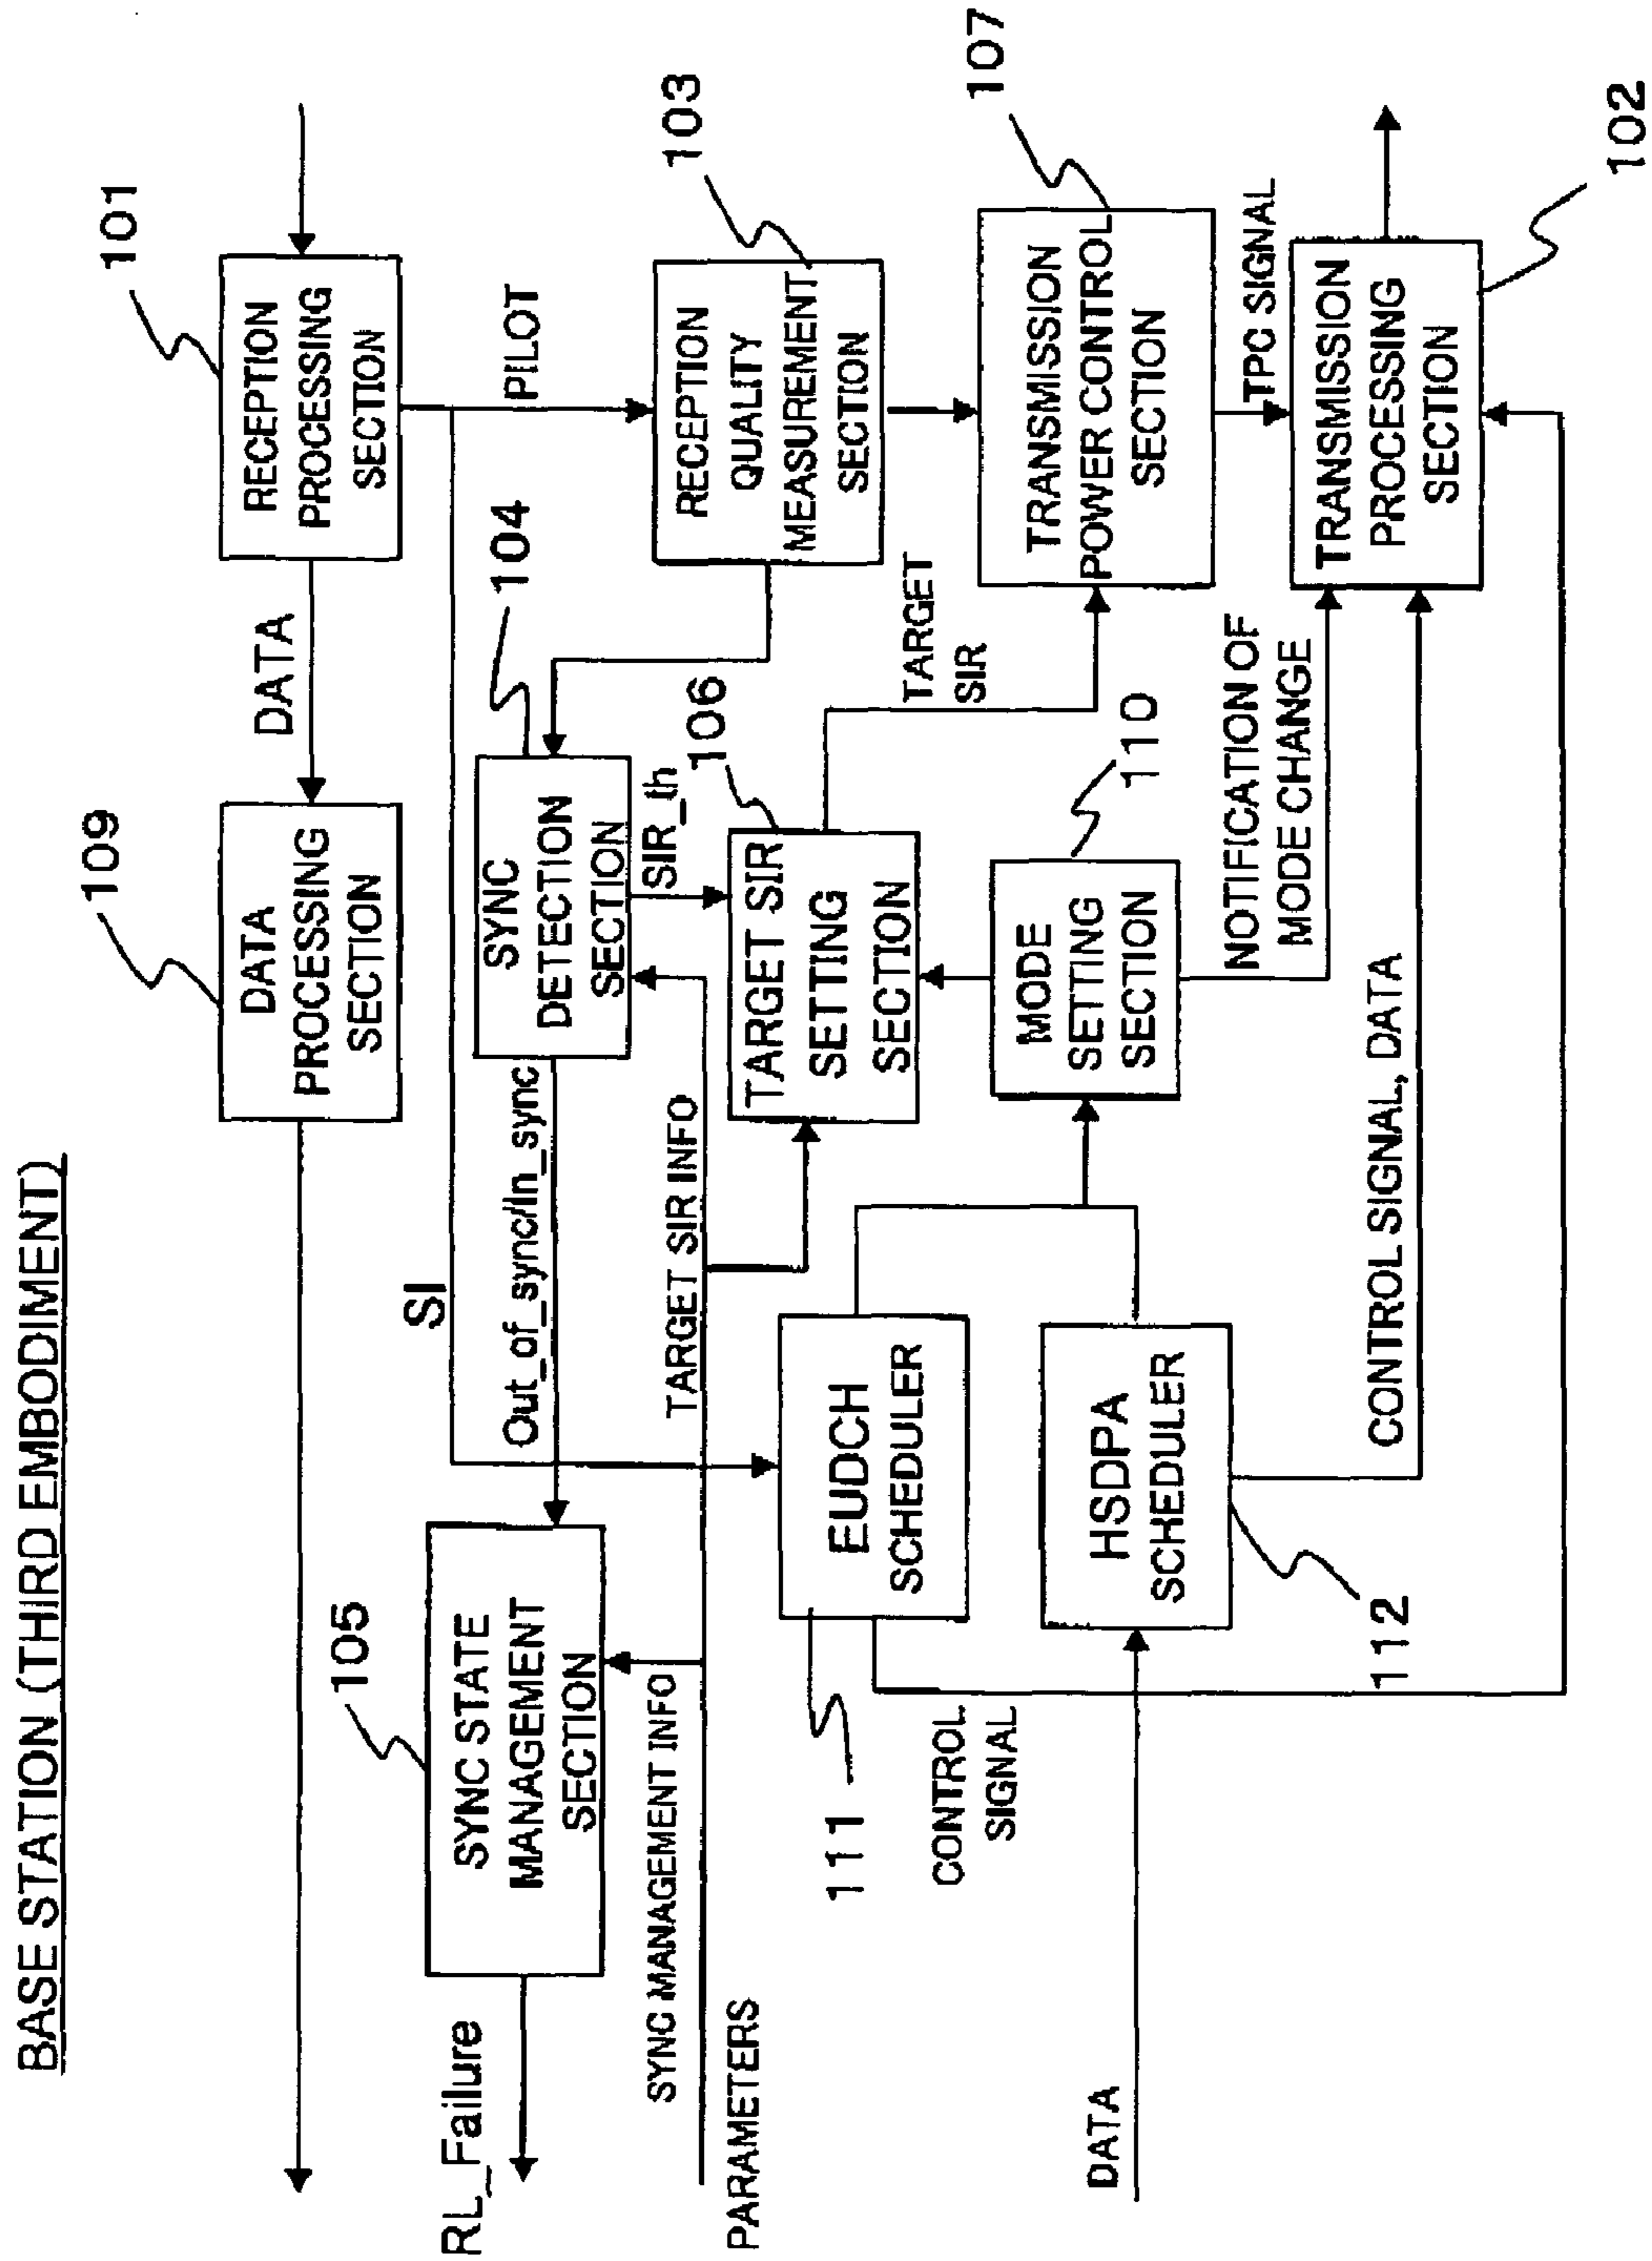 BASE STATION (THIRD EMBODIMENT)
101
RECEPTION
PROCESSING
SECTION
DATA
109
DATA
PROCESSING
SECTION
SI
PILOT
103
RECEPTION
QUALITY
MEASUREMENT
SECTION
104
SYNC
DETECTION
SECTION
Out_of_sync/In_sync
105
SYNC STATE
MANAGEMENT
SECTION
RL_Failure
SYNC MANAGEMENT INFO
TARGET SIR INFO
PARAMETERS
SIR_th
106
TARGET SIR
SETTING
SECTION
TARGET
SIR
107
TRANSMISSION
POWER CONTROL
SECTION
TPC SIGNAL
110
MODE
SETTING
SECTION
NOTIFICATION OF
MODE CHANGE
111
EUDCH
SCHEDULER
CONTROL
SIGNAL
112
HSDPA
SCHEDULER
DATA
CONTROL SIGNAL, DATA
TRANSMISSION
PROCESSING
SECTION
102